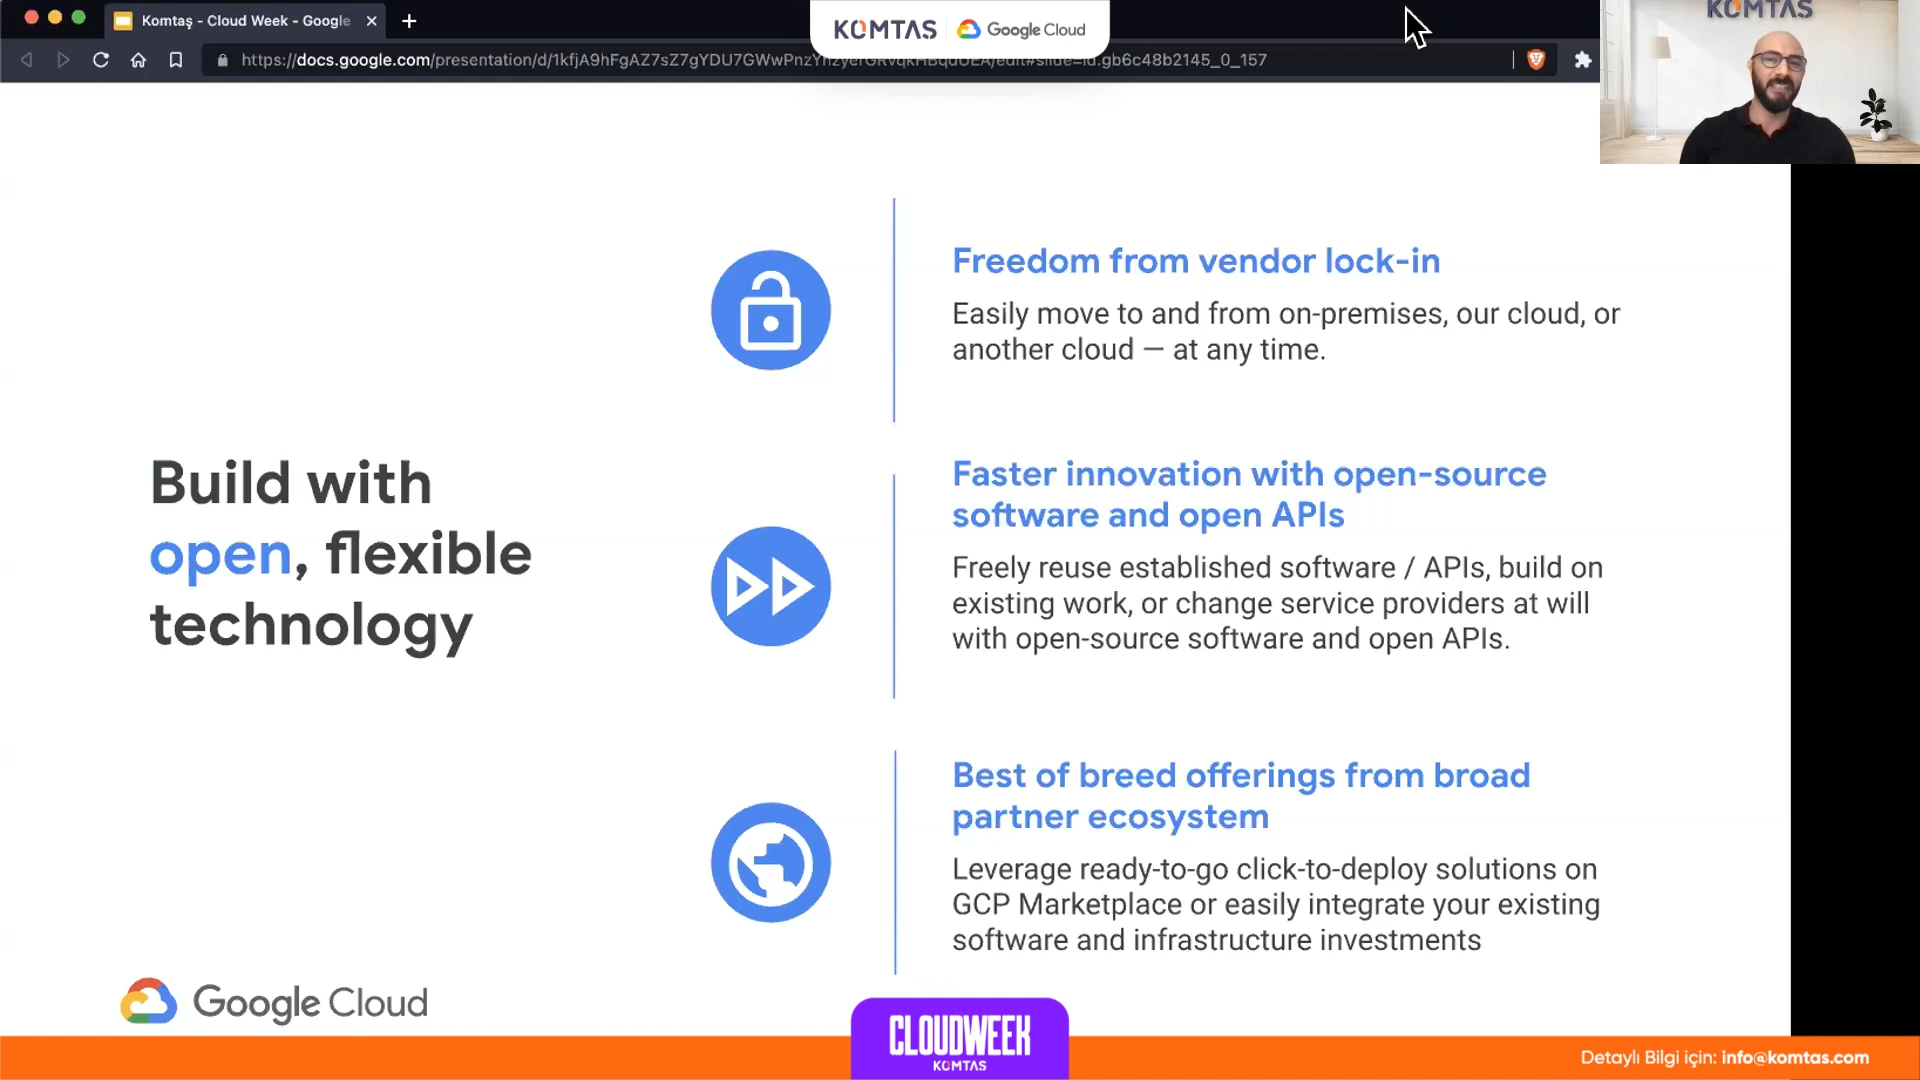 Komtaş - Cloud Week - Google
KOMTAS
Google Cloud
https://docs.google.com/presentation/d/
gb6c48b2145_0_157
KOMTAS
Build with
open, flexible
technology
Freedom from vendor lock-in
Easily move to and from on-premises, our cloud, or
another cloud — at any time.
Faster innovation with open-source
software and open APIs
Freely reuse established software / APIs, build on
existing work, or change service providers at will
with open-source software and open APIs.
Best of breed offerings from broad
partner ecosystem
Leverage ready-to-go click-to-deploy solutions on
GCP Marketplace or easily integrate your existing
software and infrastructure investments
Google Cloud
CLOUDWEEK
KOMTAS
Detaylı Bilgi için: info@komtas.com